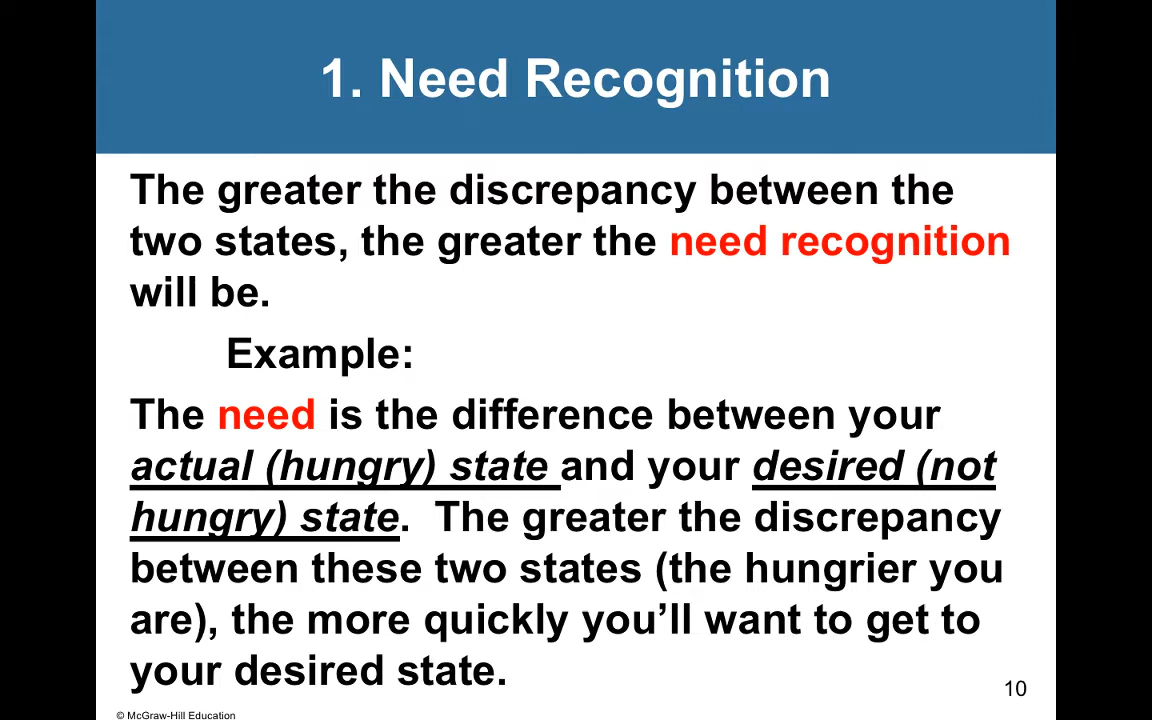 1. Need Recognition
The greater the discrepancy between the
two states, the greater the need recognition
will be.
Example:
The need is the difference between your
actual (hungry) state and your desired (not
hungry) state.  The greater the discrepancy
between these two states (the hungrier you
are), the more quickly you’ll want to get to
your desired state.
10
© McGraw-Hill Education